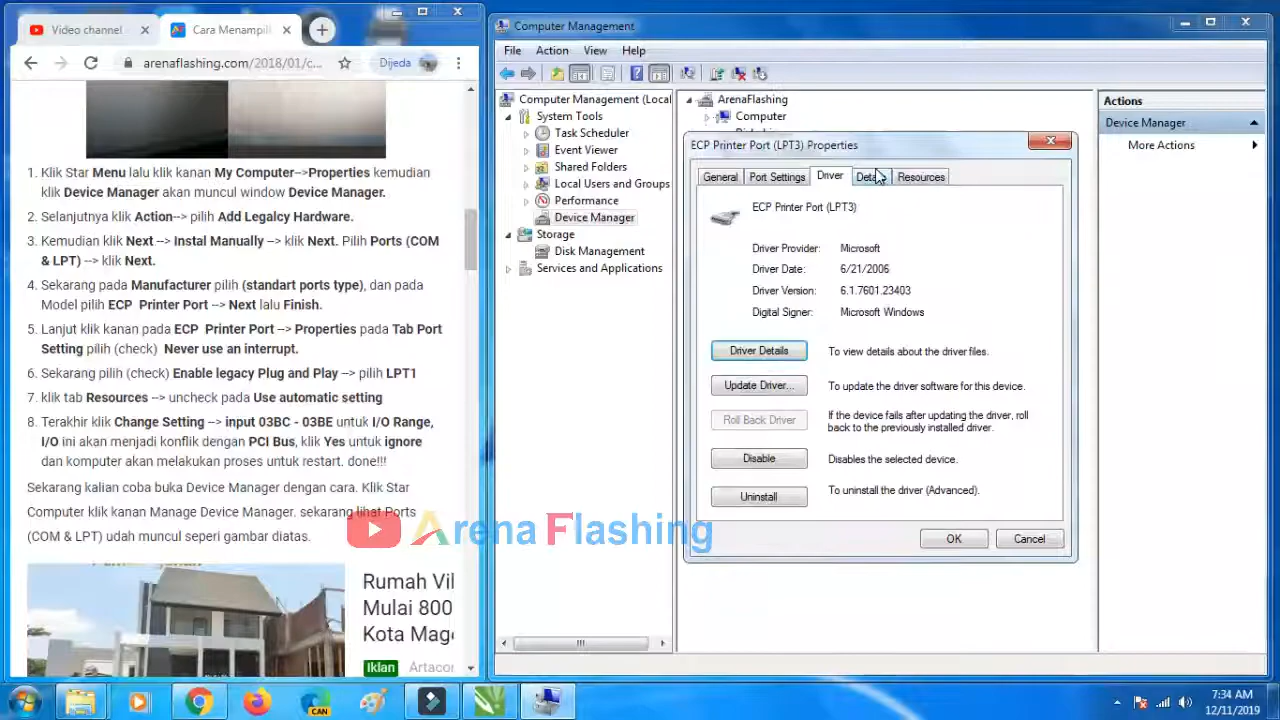 Video channel
Cara Menampil
arenaflashing.com/2018/01/c...
Dijeda
1. Klik Star Menu lalu klik kanan My Computer-->Properties kemudian
klik Device Manager akan muncul window Device Manager.
2. Selanjutnya klik Action--> pilih Add Legalcy Hardware.
3. Kemudian klik Next --> Instal Manually --> klik Next. Pilih Ports (COM
& LPT) --> klik Next.
4. Sekarang pada Manufacturer pilih (standart ports type), dan pada
Model pilih ECP Printer Port --> Next lalu Finish.
5. Lanjut klik kanan pada ECP Printer Port --> Properties pada Tab Port
Setting pilih (check) Never use an interrupt.
6. Sekarang pilih (check) Enable legacy Plug and Play --> pilih LPT1
7. klik tab Resources --> uncheck pada Use automatic setting
8. Terakhir klik Change Setting --> input 03BC - 03BE untuk I/O Range,
I/O ini akan menjadi konflik dengan PCI Bus, klik Yes untuk ignore
dan komputer akan melakukan proses untuk restart. done!!!
Sekarang kalian coba buka Device Manager dengan cara. Klik Star
Computer klik kanan Manage Device Manager. sekarang lihat Ports
(COM & LPT) udah muncul seperi gambar diatas.
Rumah Vil
Mulai 800
Kota Mage
Iklan Artacor
Computer Management
File Action View Help
Computer Management (Local
System Tools
Task Scheduler
Event Viewer
Shared Folders
Local Users and Groups
Performance
Device Manager
Storage
Disk Management
Services and Applications
ArenaFlashing
Computer
ECP Printer Port (LPT3) Properties
General Port Settings Driver Details Resources
ECP Printer Port (LPT3)
Driver Provider: Microsoft
Driver Date: 6/21/2006
Driver Version: 6.1.7601.23403
Digital Signer: Microsoft Windows
Driver Details To view details about the driver files.
Update Driver... To update the driver software for this device.
Roll Back Driver If the device fails after updating the driver, roll
back to the previously installed driver.
Disable Disables the selected device.
Uninstall To uninstall the driver (Advanced).
OK Cancel
Actions
Device Manager
More Actions
Arena Flashing
CAN
7:34 AM
12/11/2019